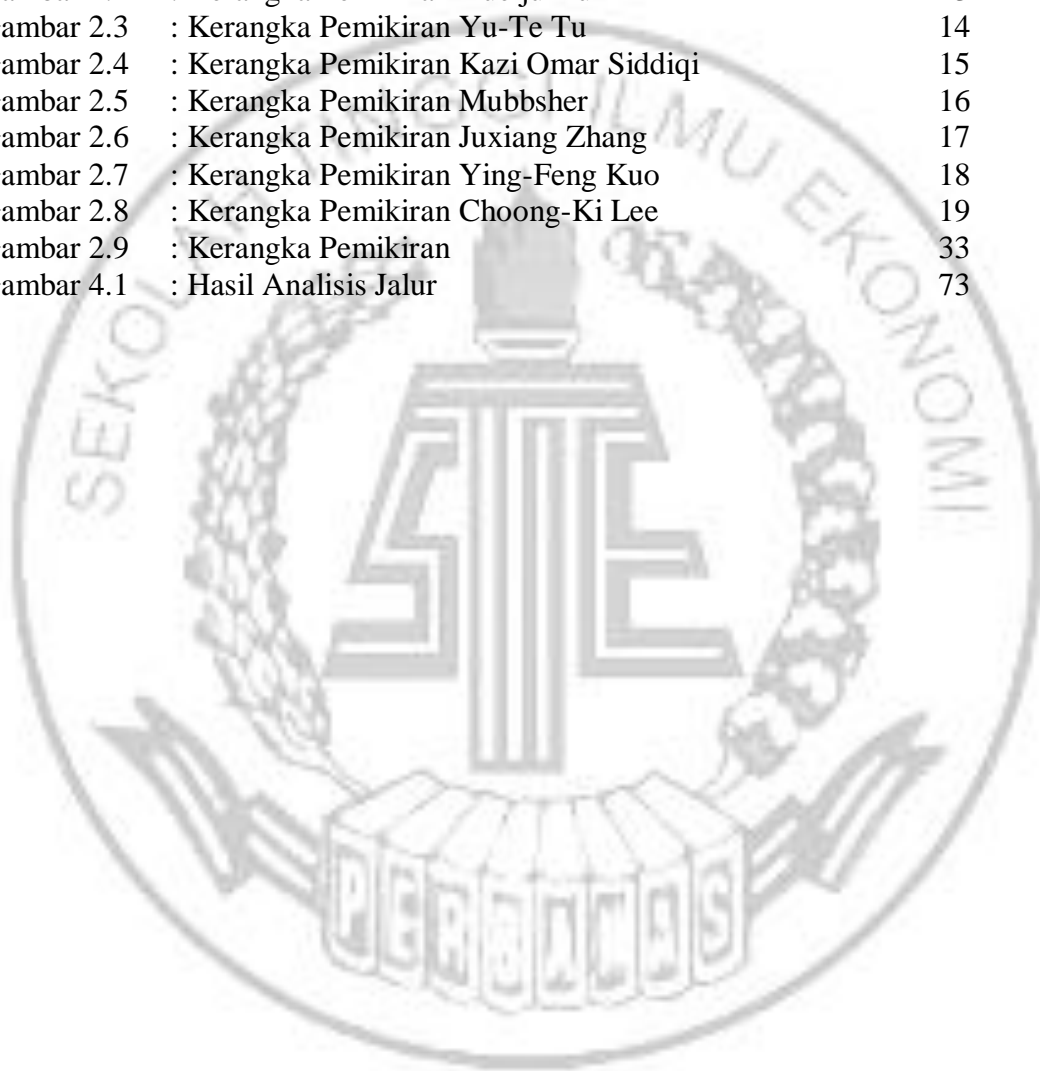 ambar 2.3 : Kerangka Pemikiran Yu-Te Tu 14
ambar 2.4 : Kerangka Pemikiran Kazi Omar Siddiqi 15
ambar 2.5 : Kerangka Pemikiran Mubbsher 16
ambar 2.6 : Kerangka Pemikiran Juxiang Zhang 17
ambar 2.7 : Kerangka Pemikiran Ying-Feng Kuo 18
ambar 2.8 : Kerangka Pemikiran Choong-Ki Lee 19
ambar 2.9 : Kerangka Pemikiran 33
ambar 4.1 : Hasil Analisis Jalur 73
SEKOLAH TINGGI ILMU EKONOMI
STIE
PERBANAS